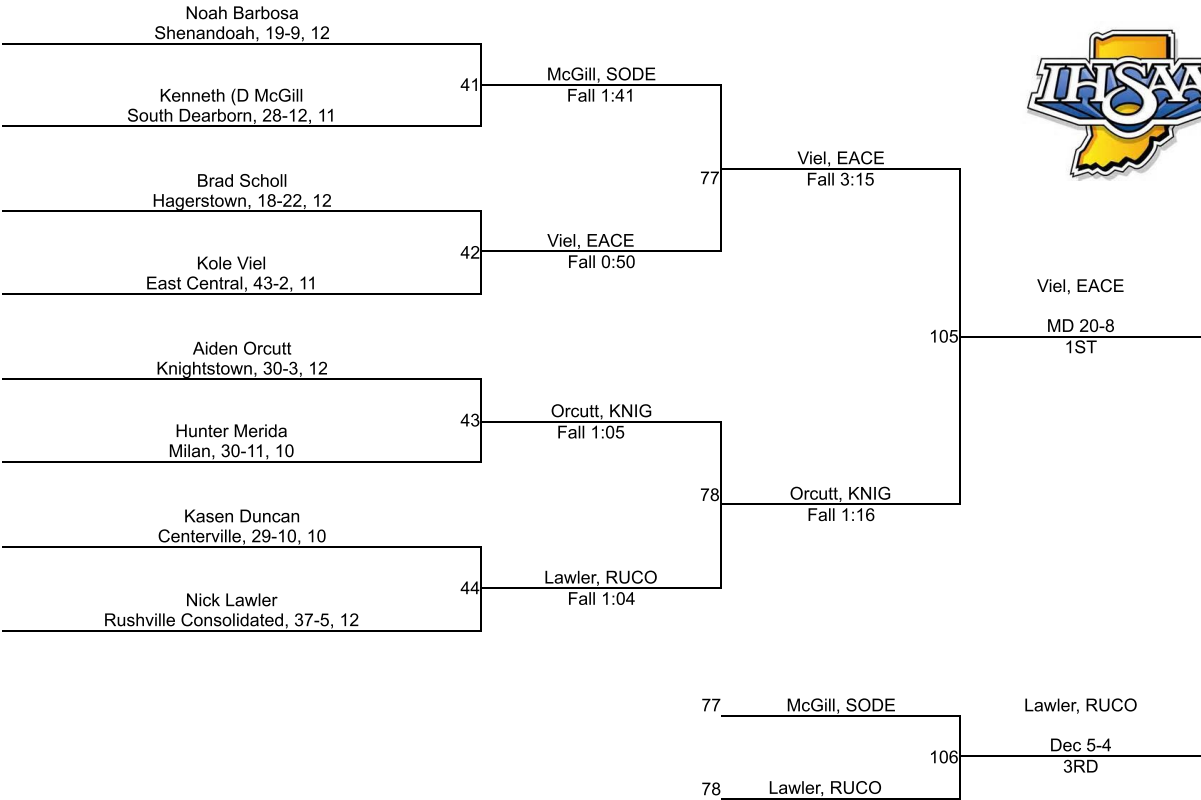 Noah Barbosa
Shenandoah, 19-9, 12
Kenneth (D McGill
South Dearborn, 28-12, 11
41
McGill, SODE
Fall 1:41
Brad Scholl
Hagerstown, 18-22, 12
Kole Viel
East Central, 43-2, 11
42
Viel, EACE
Fall 0:50
77
Viel, EACE
Fall 3:15
Aiden Orcutt
Knightstown, 30-3, 12
Hunter Merida
Milan, 30-11, 10
43
Orcutt, KNIG
Fall 1:05
Kasen Duncan
Centerville, 29-10, 10
Nick Lawler
Rushville Consolidated, 37-5, 12
44
Lawler, RUCO
Fall 1:04
78
Orcutt, KNIG
Fall 1:16
105
Viel, EACE
MD 20-8
1ST
IHSAA
77
McGill, SODE
78
Lawler, RUCO
106
Lawler, RUCO
Dec 5-4
3RD